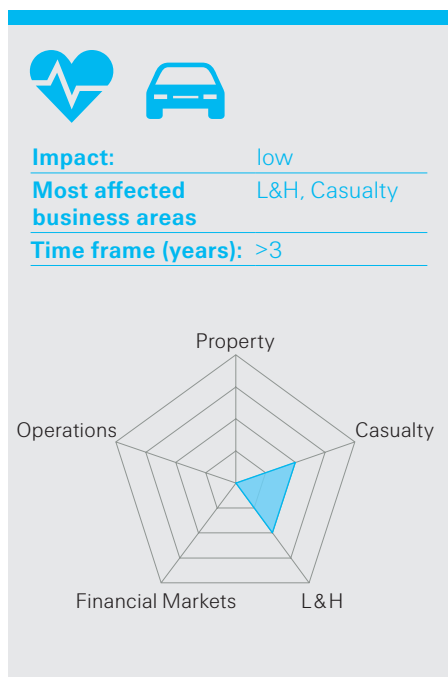 Impact: low
Most affected L&H, Casualty
business areas
Time frame (years): >3
Property
Operations Casualty
Financial Markets L&H